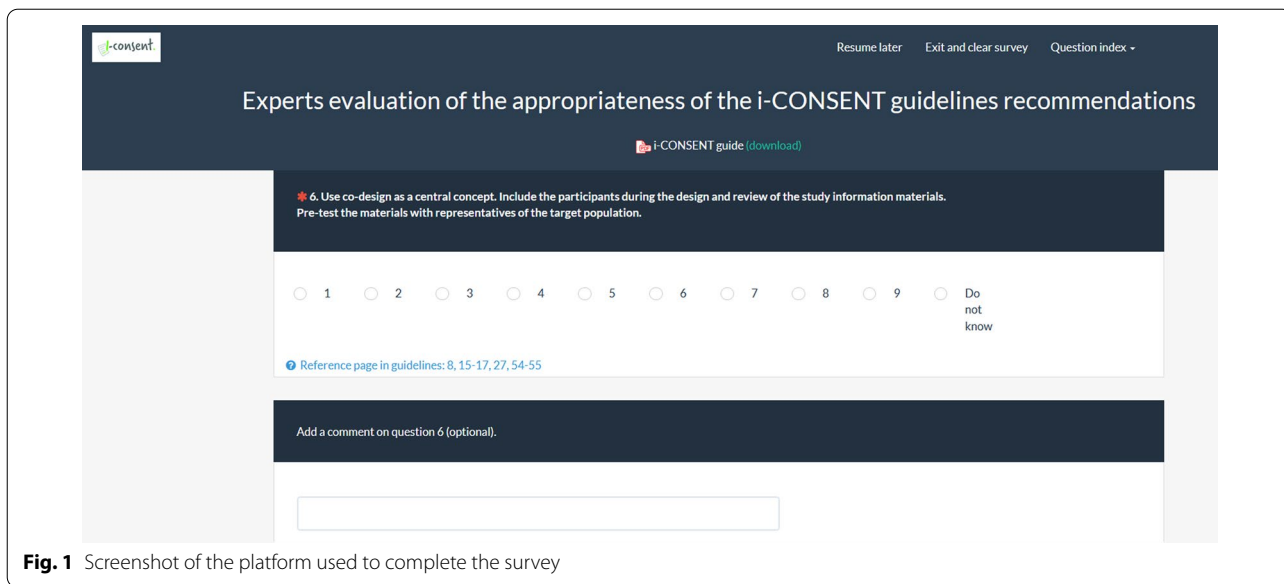 i-consent.
Resume later Exit and clear survey Question index
Experts evaluation of the appropriateness of the i-CONSENT guidelines recommendations
i-CONSENT guide (download)
* 6. Use co-design as a central concept. Include the participants during the design and review of the study information materials.
Pre-test the materials with representatives of the target population.
1 2 3 4 5 6 7 8 9 Do
not
know
Reference page in guidelines: 8, 15-17, 27, 54-55
Add a comment on question 6 (optional).
Fig. 1 Screenshot of the platform used to complete the survey